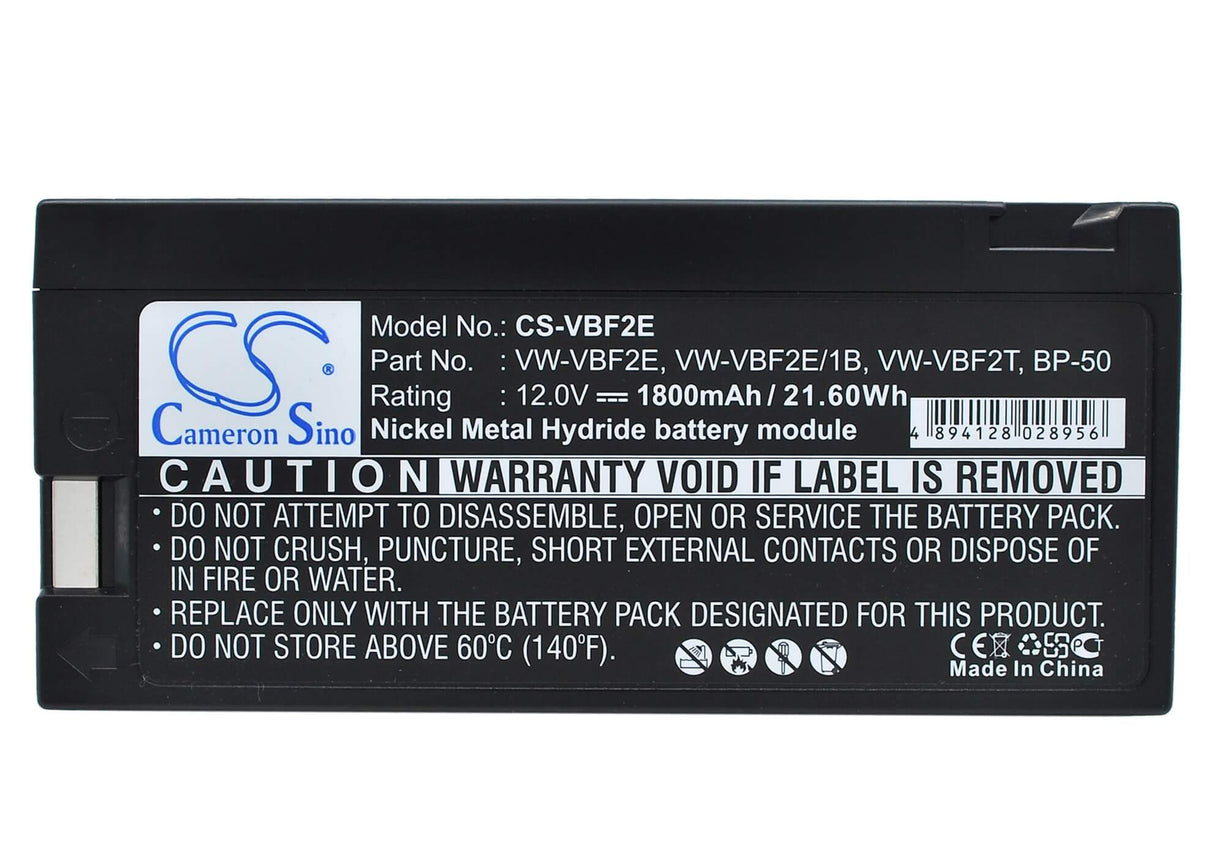 CS®
Cameron Sino
Model No.: CS-VBF2E
Part No. : VW-VBF2E, VW-VBF2E/1B, VW-VBF2T, BP-50
Rating : 12.0V ⎓ 1800mAh / 21.60Wh
Nickel Metal Hydride battery module
4 894128 028956
CAUTION WARRANTY VOID IF LABEL IS REMOVED
• DO NOT ATTEMPT TO DISASSEMBLE, OPEN OR SERVICE THE BATTERY PACK.
• DO NOT CRUSH, PUNCTURE, SHORT EXTERNAL CONTACTS OR DISPOSE OF
IN FIRE OR WATER.
• REPLACE ONLY WITH THE BATTERY PACK DESIGNATED FOR THIS PRODUCT.
• DO NOT STORE ABOVE 60°C (140°F).
CE PCT
Made In China